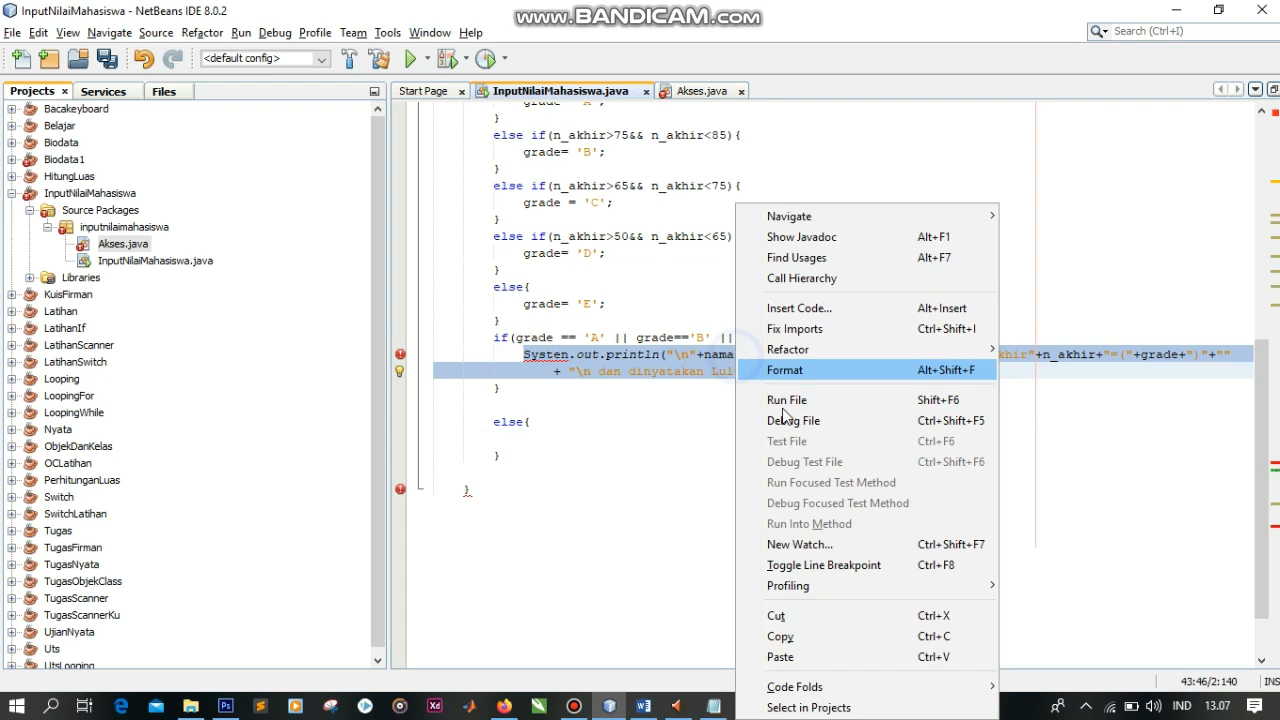 InputNilaiMahasiswa - NetBeans IDE 8.0.2
www.BANDICAM.com
File Edit View Navigate Source Refactor Run Debug Profile Team Tools Window Help
Search (Ctrl+I)
<default config>
Projects Services Files
Start Page InputNilaiMahasiswa.java Akses.java
Bacakeyboard
Belajar
Biodata
Biodata1
HitungLuas
InputNilaiMahasiswa
Source Packages
inputnilaimahasiswa
Akses.java
InputNilaiMahasiswa.java
Libraries
KuisFirman
Latihan
LatihanIf
LatihanScanner
LatihanSwitch
Looping
LoopingFor
LoopingWhile
Nyata
ObjekDanKelas
OCLatihan
PerhitunganLuas
Switch
SwitchLatihan
Tugas
TugasFirman
TugasNyata
TugasObjekClass
TugasScanner
TugasScannerKu
UjianNyata
Uts
UtsLooping
grade= 'A';
}
else if(n_akhir>75&& n_akhir<85){
grade= 'B';
}
else if(n_akhir>65&& n_akhir<75){
grade = 'C';
}
else if(n_akhir>50&& n_akhir<65)
grade= 'D';
}
else{
grade= 'E';
}
if(grade == 'A' || grade=='B' ||
Systen.out.println("\n"+nama
khir"+n_akhir+"=("+grade+")"+""
+ "\n dan dinyatakan Lul
}
else{
}
}
Navigate
Show Javadoc Alt+F1
Find Usages Alt+F7
Call Hierarchy
Insert Code... Alt+Insert
Fix Imports Ctrl+Shift+I
Refactor
Format Alt+Shift+F
Run File Shift+F6
Debug File Ctrl+Shift+F5
Test File Ctrl+F6
Debug Test File Ctrl+Shift+F6
Run Focused Test Method
Debug Focused Test Method
Run Into Method
New Watch... Ctrl+Shift+F7
Toggle Line Breakpoint Ctrl+F8
Profiling
Cut Ctrl+X
Copy Ctrl+C
Paste Ctrl+V
Code Folds
Select in Projects
43:46/2:140 INS
IND 13.07